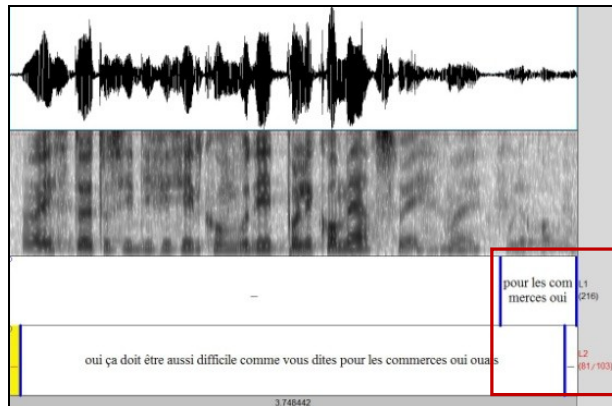 pour les com
merces oui
L1
(216)
oui ça doit être aussi difficile comme vous dites pour les commerces oui ouais
L2
(81/103)
3.748442